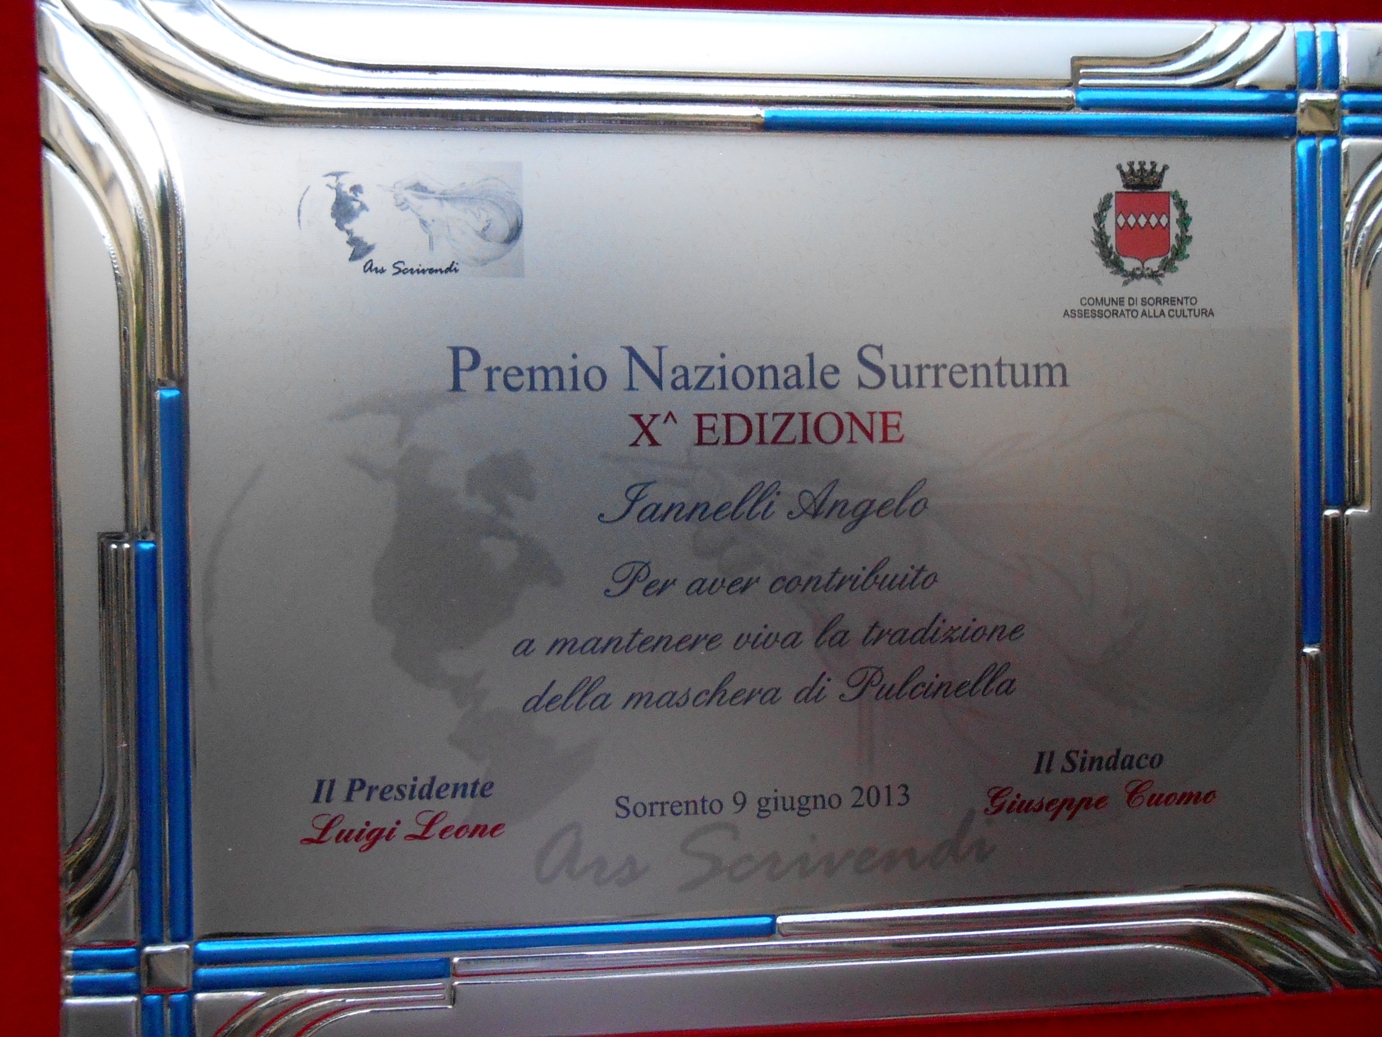 Ars Scrivendi
COMUNE DI SORRENTO
ASSESSORATO ALLA CULTURA
Premio Nazionale Surrentum
X^ EDIZIONE
Iannelli Angelo
Per aver contribuito
a mantenere viva la tradizione
della maschera di Pulcinella
Il Presidente
Luigi Leone
Sorrento 9 giugno 2013
Il Sindaco
Giuseppe Cuomo
Ars Scrivendi